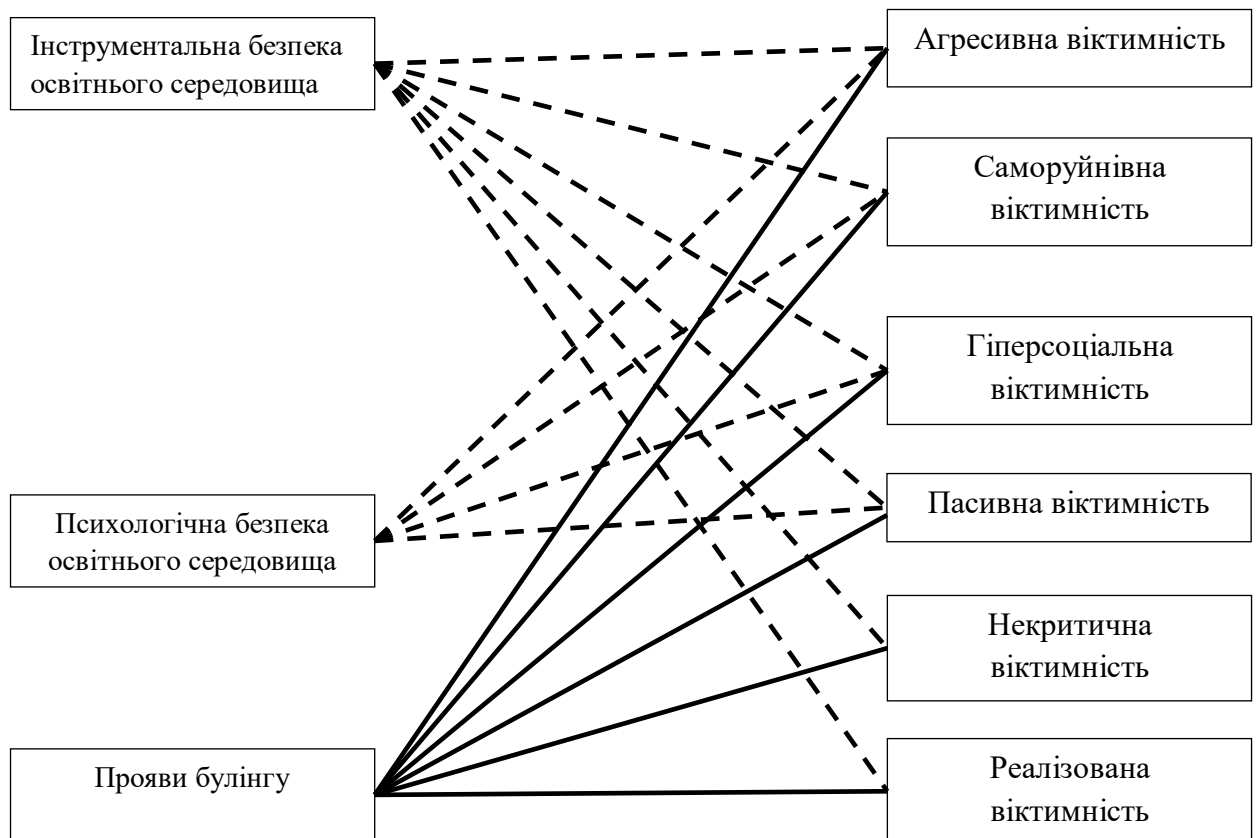 Інструментальна безпека
освітнього середовища
Психологічна безпека
освітнього середовища
Прояви булінгу
Агресивна віктимність
Саморуйнівна
віктимність
Гіперсоціальна
віктимність
Пасивна віктимність
Некритична
віктимність
Реалізована
віктимність